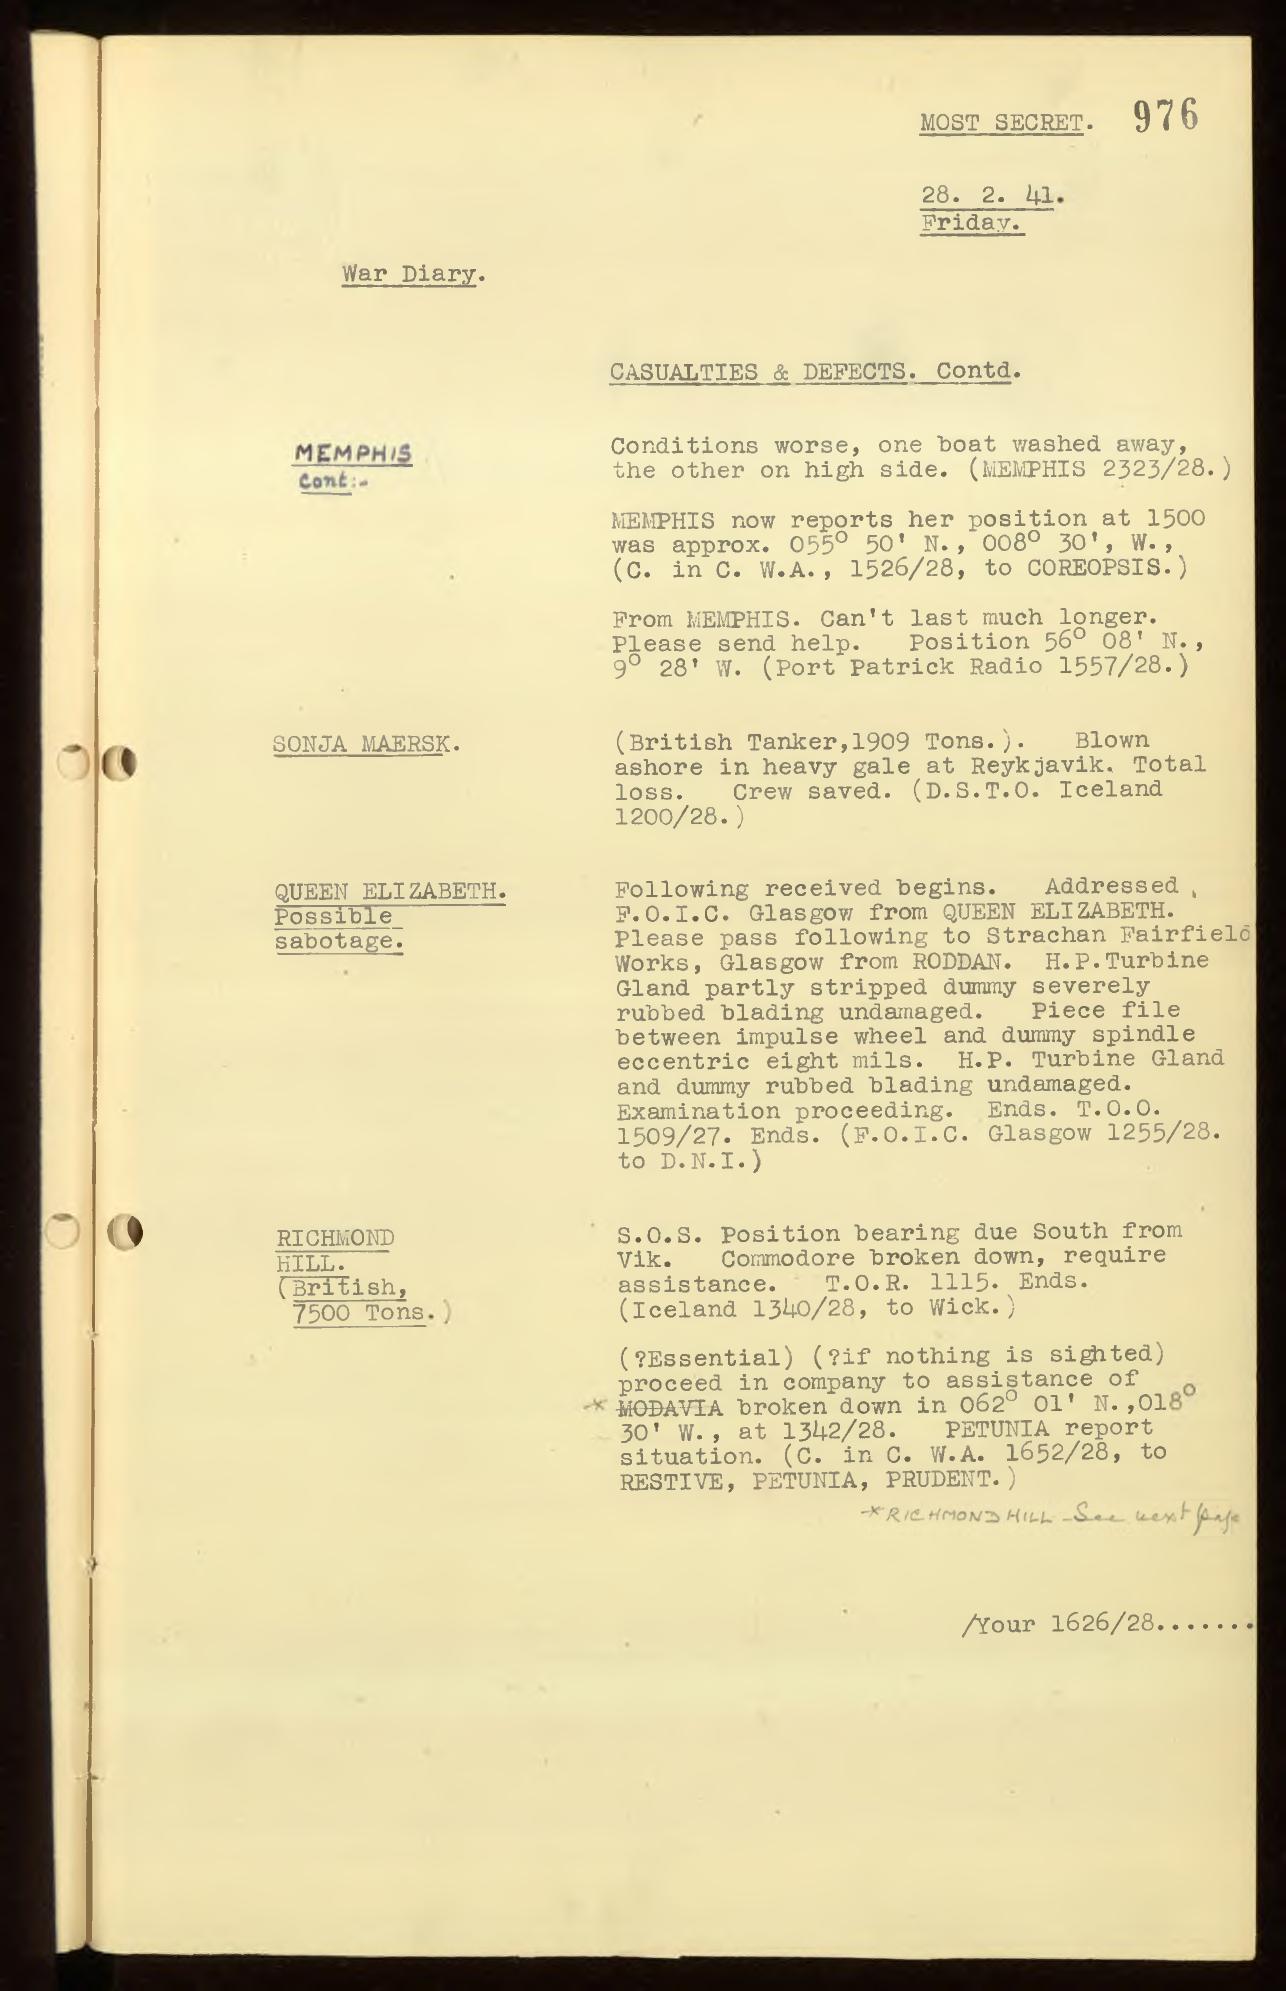 MOST SECRET. 976
28. 2. 41.
Friday.
War Diary.
CASUALTIES & DEFECTS. Contd.
MEMPHIS
Cont:-
Conditions worse, one boat washed away,
the other on high side. (MEMPHIS 2323/28.)
MEMPHIS now reports her position at 1500
was approx. 055° 50' N., 008° 30', W.,
(C. in C. W.A., 1526/28, to COREOPSIS.)
From MEMPHIS. Can't last much longer.
Please send help. Position 56° 08' N.,
9° 28' W. (Port Patrick Radio 1557/28.)
SONJA MAERSK.
(British Tanker,1909 Tons.). Blown
ashore in heavy gale at Reykjavik. Total
loss. Crew saved. (D.S.T.O. Iceland
1200/28.)
QUEEN ELIZABETH.
Possible
sabotage.
Following received begins. Addressed
F.O.I.C. Glasgow from QUEEN ELIZABETH.
Please pass following to Strachan Fairfield
Works, Glasgow from RODDAN. H.P.Turbine
Gland partly stripped dummy severely
rubbed blading undamaged. Piece file
between impulse wheel and dummy spindle
eccentric eight mils. H.P. Turbine Gland
and dummy rubbed blading undamaged.
Examination proceeding. Ends. T.O.O.
1509/27. Ends. (F.O.I.C. Glasgow 1255/28.
to D.N.I.)
RICHMOND
HILL.
(British,
7500 Tons.)
S.O.S. Position bearing due South from
Vik. Commodore broken down, require
assistance. T.O.R. 1115. Ends.
(Iceland 1340/28, to Wick.)
(?Essential) (?if nothing is sighted)
proceed in company to assistance of
* MODAVIA broken down in 062° 01' N.,018°
30' W., at 1342/28. PETUNIA report
situation. (C. in C. W.A. 1652/28, to
RESTIVE, PETUNIA, PRUDENT.)
* RICHMOND HILL - See next page
/Your 1626/28.......